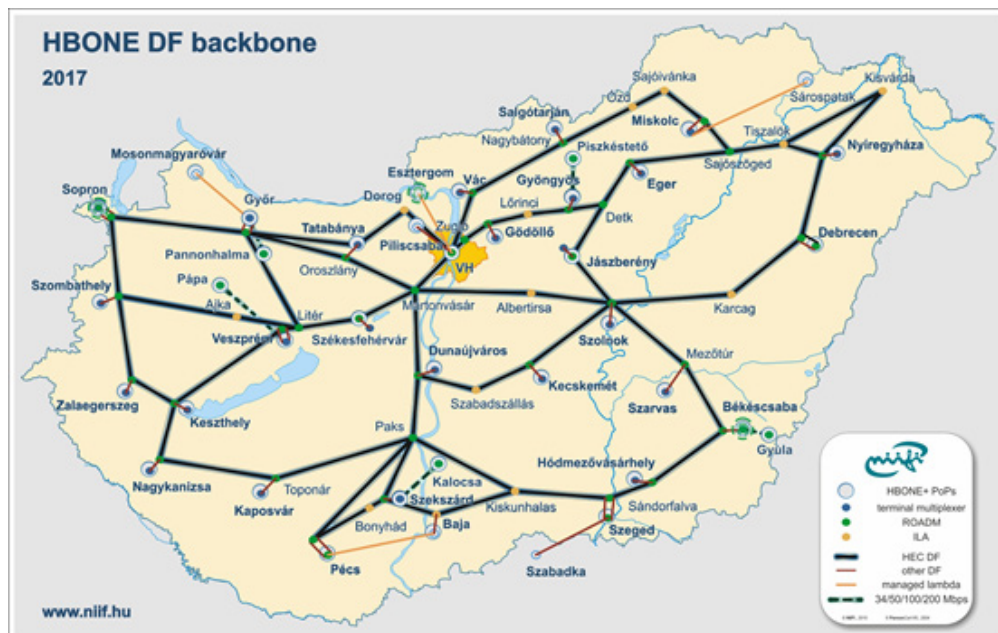 HBONE DF backbone
2017
Sajóivánka
Kisvárda
Ózd
Sárospatak
Salgótarján
Miskolc
Nagybátony
Tiszalök
Piszkéstető
Nyíregyháza
Mosonmagyaróvár
Esztergom
Vác
Sajószöged
Gyöngyös
Eger
Sopron
Dorog
Győr
Lőrinci
Tatabánya
Zugló
Detk
Piliscsaba
Gödöllő
Debrecen
Pannonhalma
Oroszlány
VH
Jászberény
Pápa
Szombathely
Martonvásár
Albertirsa
Karcag
Ajka
Litér
Székesfehérvár
Veszprém
Szolnok
Dunaújváros
Mezőtúr
Kecskemét
Zalaegerszeg
Keszthely
Szabadszállás
Szarvas
Békéscsaba
Paks
Gyula
Hódmezővásárhely
Kalocsa
Nagykanizsa
Toponár
Szekszárd
Kaposvár
Kiskunhalas
Sándorfalva
Bonyhád
Baja
Szeged
Pécs
Szabadka
niifi
HBONE+ PoPs
terminal multiplexer
ROADM
ILA
HEC DF
other DF
managed lambda
34/50/100/200 Mbps
www.niif.hu